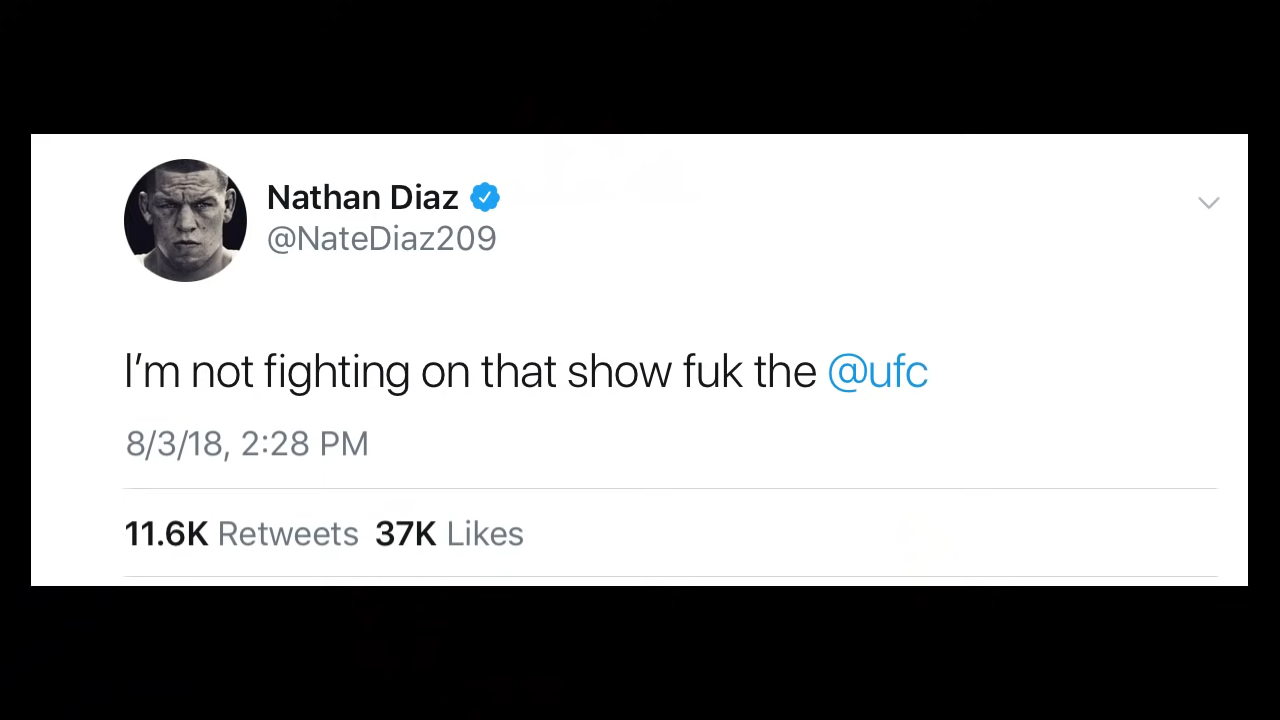 Nathan Diaz
@NateDiaz209
I'm not fighting on that show fuk the @ufc
8/3/18, 2:28 PM
11.6K Retweets 37K Likes